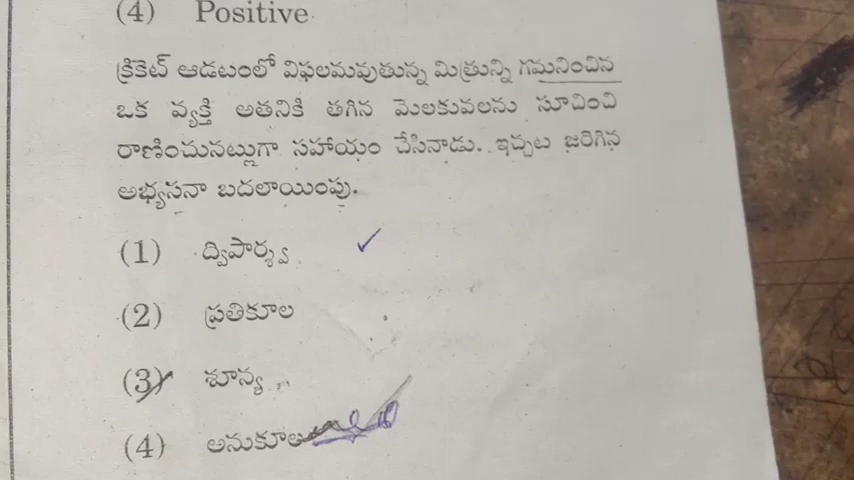 (4) Positive
క్రికెట్ ఆడటంలో విఫలమవుతున్న మిత్రున్ని గమనించిన
ఒక వ్యక్తి అతనికి తగిన మెలకువలను సూచించి
రాణించునట్లుగా సహాయం చేసినాడు. ఇచ్చట జరిగిన
అభ్యసనా బదలాయింపు.
(1) ద్విపార్శ్వ
(2) ప్రతికూల
(3) శూన్య
(4) అనుకూల